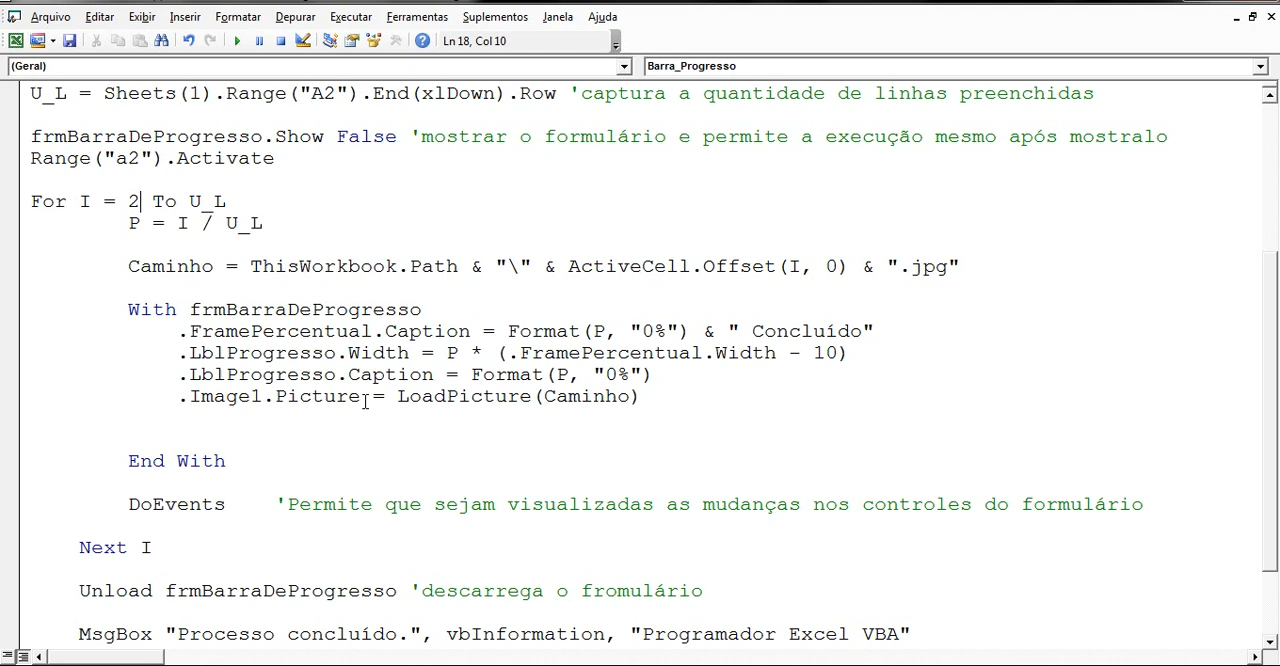 Arquivo Editar Exibir Inserir Formatar Depurar Executar Ferramentas Suplementos Janela Ajuda
Ln 18, Col 10
(Geral) Barra_Progresso
U_L = Sheets(1).Range("A2").End(xlDown).Row 'captura a quantidade de linhas preenchidas
frmBarraDeProgresso.Show False 'mostrar o formulário e permite a execução mesmo após mostralo
Range("a2").Activate
For I = 2 To U_L
P = I / U_L
Caminho = ThisWorkbook.Path & "\" & ActiveCell.Offset(I, 0) & ".jpg"
With frmBarraDeProgresso
.FramePercentual.Caption = Format(P, "0%") & " Concluído"
.LblProgresso.Width = P * (.FramePercentual.Width - 10)
.LblProgresso.Caption = Format(P, "0%")
.Image1.Picture = LoadPicture(Caminho)
End With
DoEvents 'Permite que sejam visualizadas as mudanças nos controles do formulário
Next I
Unload frmBarraDeProgresso 'descarrega o fromulário
MsgBox "Processo concluído.", vbInformation, "Programador Excel VBA"